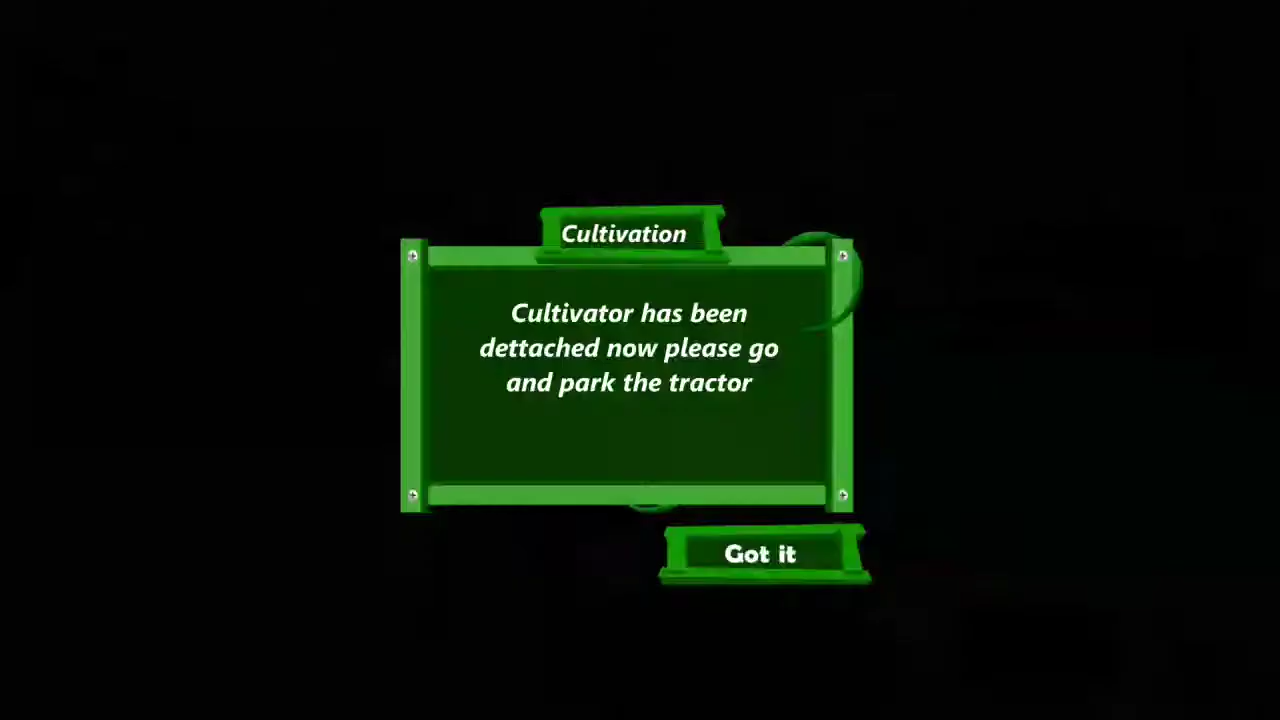 Cultivation
Cultivator has been
dettached now please go
and park the tractor
Got it